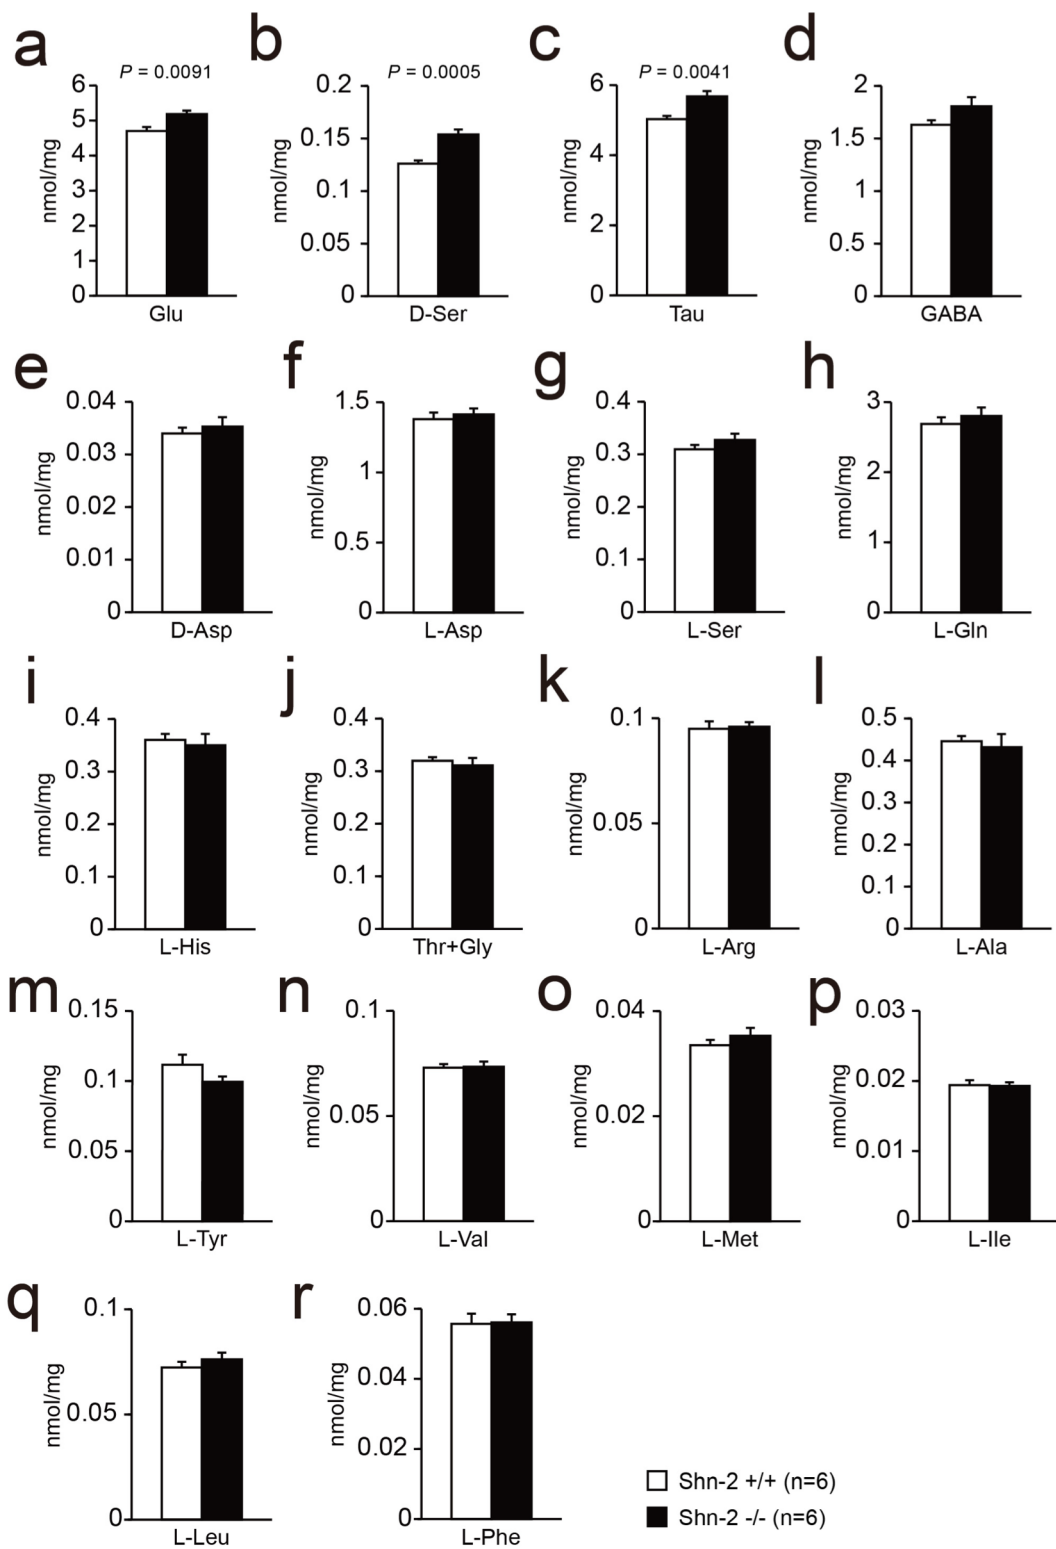 a
P = 0.0091
nmol/mg
6
5
4
3
2
1
0
Glu
b
P = 0.0005
nmol/mg
0.2
0.15
0.1
0.05
0
D-Ser
c
P = 0.0041
nmol/mg
6
4
2
0
Tau
d
nmol/mg
2
1.5
1
0.5
0
GABA
e
nmol/mg
0.04
0.03
0.02
0.01
0
D-Asp
f
nmol/mg
1.5
1
0.5
0
L-Asp
g
nmol/mg
0.4
0.3
0.2
0.1
0
L-Ser
h
nmol/mg
3
2
1
0
L-Gln
i
nmol/mg
0.4
0.3
0.2
0.1
0
L-His
j
nmol/mg
0.4
0.3
0.2
0.1
0
Thr+Gly
k
nmol/mg
0.1
0.05
0
L-Arg
l
nmol/mg
0.5
0.4
0.3
0.2
0.1
0
L-Ala
m
nmol/mg
0.15
0.1
0.05
0
L-Tyr
n
nmol/mg
0.1
0.05
0
L-Val
o
nmol/mg
0.04
0.02
0
L-Met
p
nmol/mg
0.03
0.02
0.01
0
L-Ile
q
nmol/mg
0.1
0.05
0
L-Leu
r
nmol/mg
0.06
0.04
0.02
0
L-Phe
Shn-2 +/+ (n=6)
Shn-2 -/- (n=6)